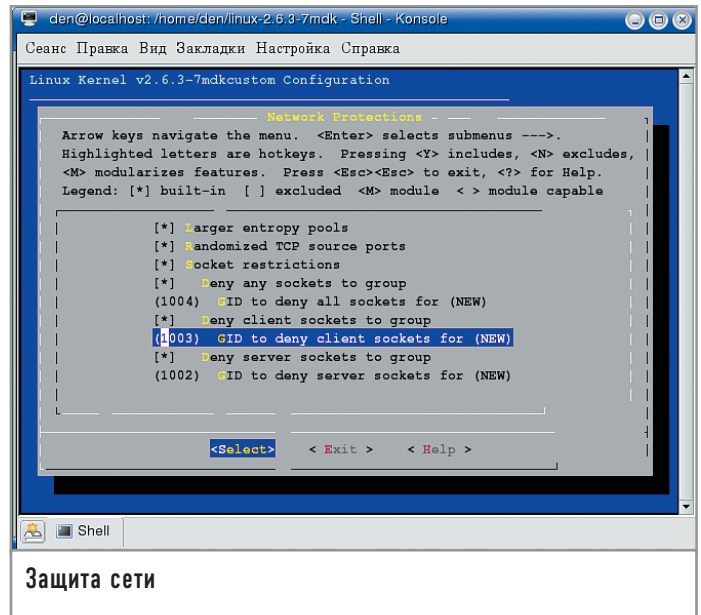 den@localhost: /home/den/linux-2.6.3-7mdk - Shell - Konsole
Сеанс Правка Вид Закладки Настройка Справка
Linux Kernel v2.6.3-7mdkcustom Configuration
Network Protections
Arrow keys navigate the menu. <Enter> selects submenus --->.
Highlighted letters are hotkeys. Pressing <Y> includes, <N> excludes,
<M> modularizes features. Press <Esc><Esc> to exit, <?> for Help.
Legend: [*] built-in [ ] excluded <M> module < > module capable
[*] Larger entropy pools
[*] Randomized TCP source ports
[*] Socket restrictions
[*] Deny any sockets to group
(1004) GID to deny all sockets for (NEW)
[*] Deny client sockets to group
(1003) GID to deny client sockets for (NEW)
[*] Deny server sockets to group
(1002) GID to deny server sockets for (NEW)
<Select> < Exit > < Help >
Shell
Защита сети